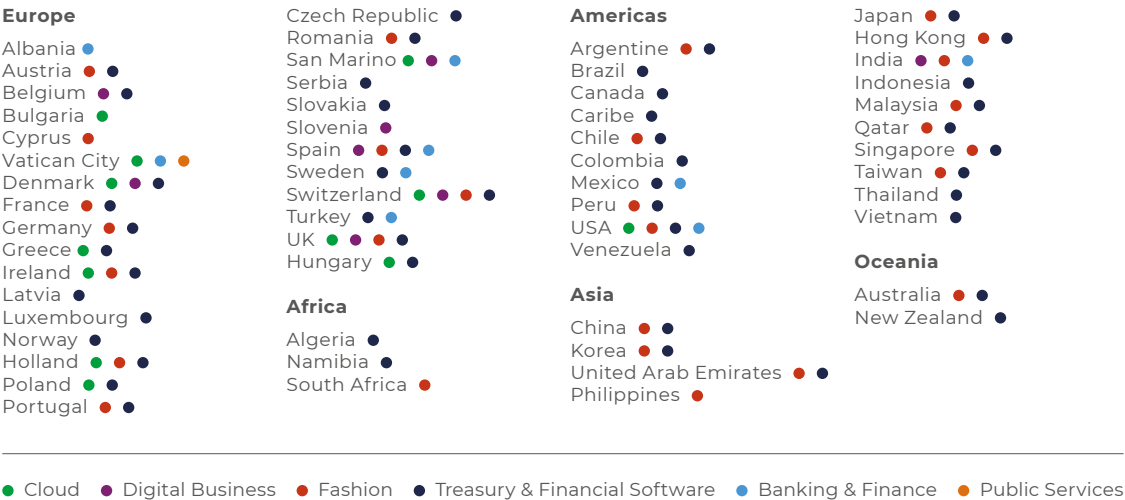 Europe
Albania
Austria
Belgium
Bulgaria
Cyprus
Vatican City
Denmark
France
Germany
Greece
Ireland
Latvia
Luxembourg
Norway
Holland
Poland
Portugal
Czech Republic
Romania
San Marino
Serbia
Slovakia
Slovenia
Spain
Sweden
Switzerland
Turkey
UK
Hungary
Africa
Algeria
Namibia
South Africa
Americas
Argentine
Brazil
Canada
Caribe
Chile
Colombia
Mexico
Peru
USA
Venezuela
Asia
China
Korea
United Arab Emirates
Philippines
Japan
Hong Kong
India
Indonesia
Malaysia
Qatar
Singapore
Taiwan
Thailand
Vietnam
Oceania
Australia
New Zealand
Cloud Digital Business Fashion Treasury & Financial Software Banking & Finance Public Services